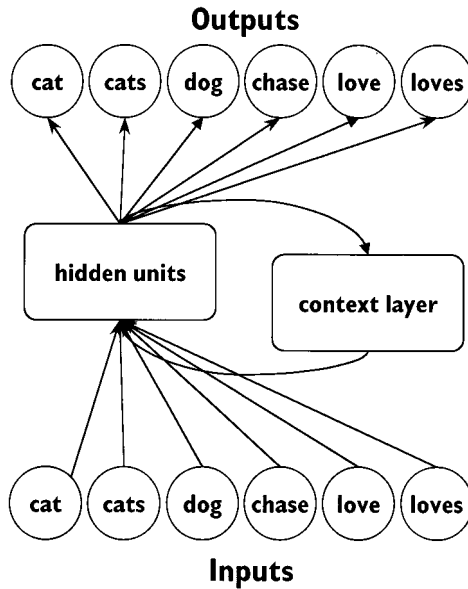 Outputs
cat cats dog chase love loves
hidden units
context layer
cat cats dog chase love loves
Inputs